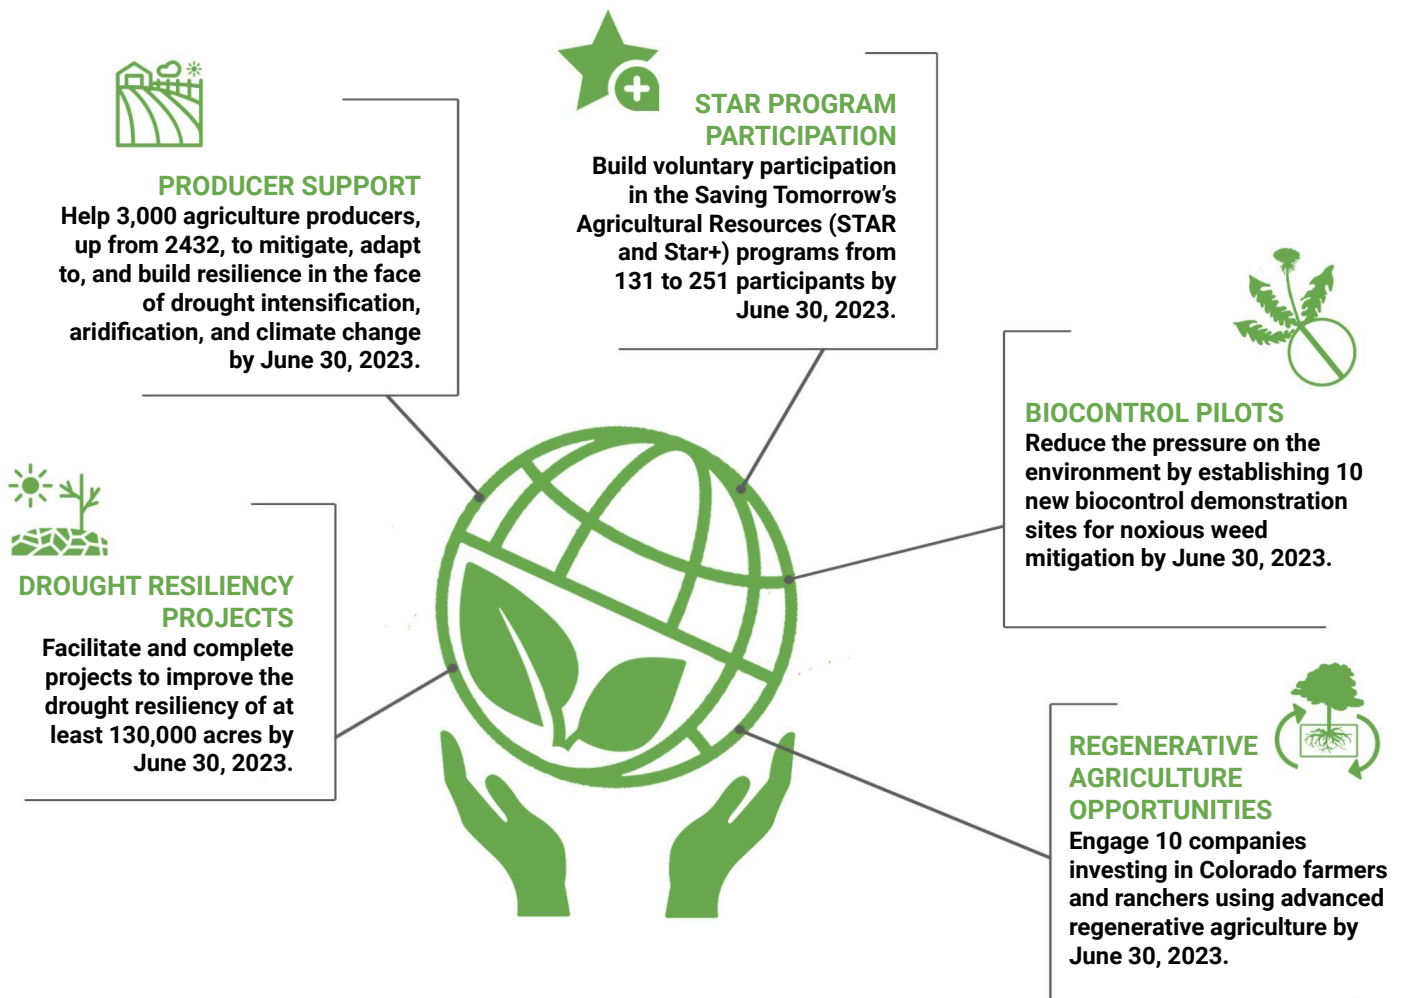 PRODUCER SUPPORT
Help 3,000 agriculture producers,
up from 2432, to mitigate, adapt
to, and build resilience in the face
of drought intensification,
aridification, and climate change
by June 30, 2023.
STAR PROGRAM
PARTICIPATION
Build voluntary participation
in the Saving Tomorrow’s
Agricultural Resources (STAR
and Star+) programs from
131 to 251 participants by
June 30, 2023.
BIOCONTROL PILOTS
Reduce the pressure on the
environment by establishing 10
new biocontrol demonstration
sites for noxious weed
mitigation by June 30, 2023.
DROUGHT RESILIENCY
PROJECTS
Facilitate and complete
projects to improve the
drought resiliency of at
least 130,000 acres by
June 30, 2023.
REGENERATIVE
AGRICULTURE
OPPORTUNITIES
Engage 10 companies
investing in Colorado farmers
and ranchers using advanced
regenerative agriculture by
June 30, 2023.